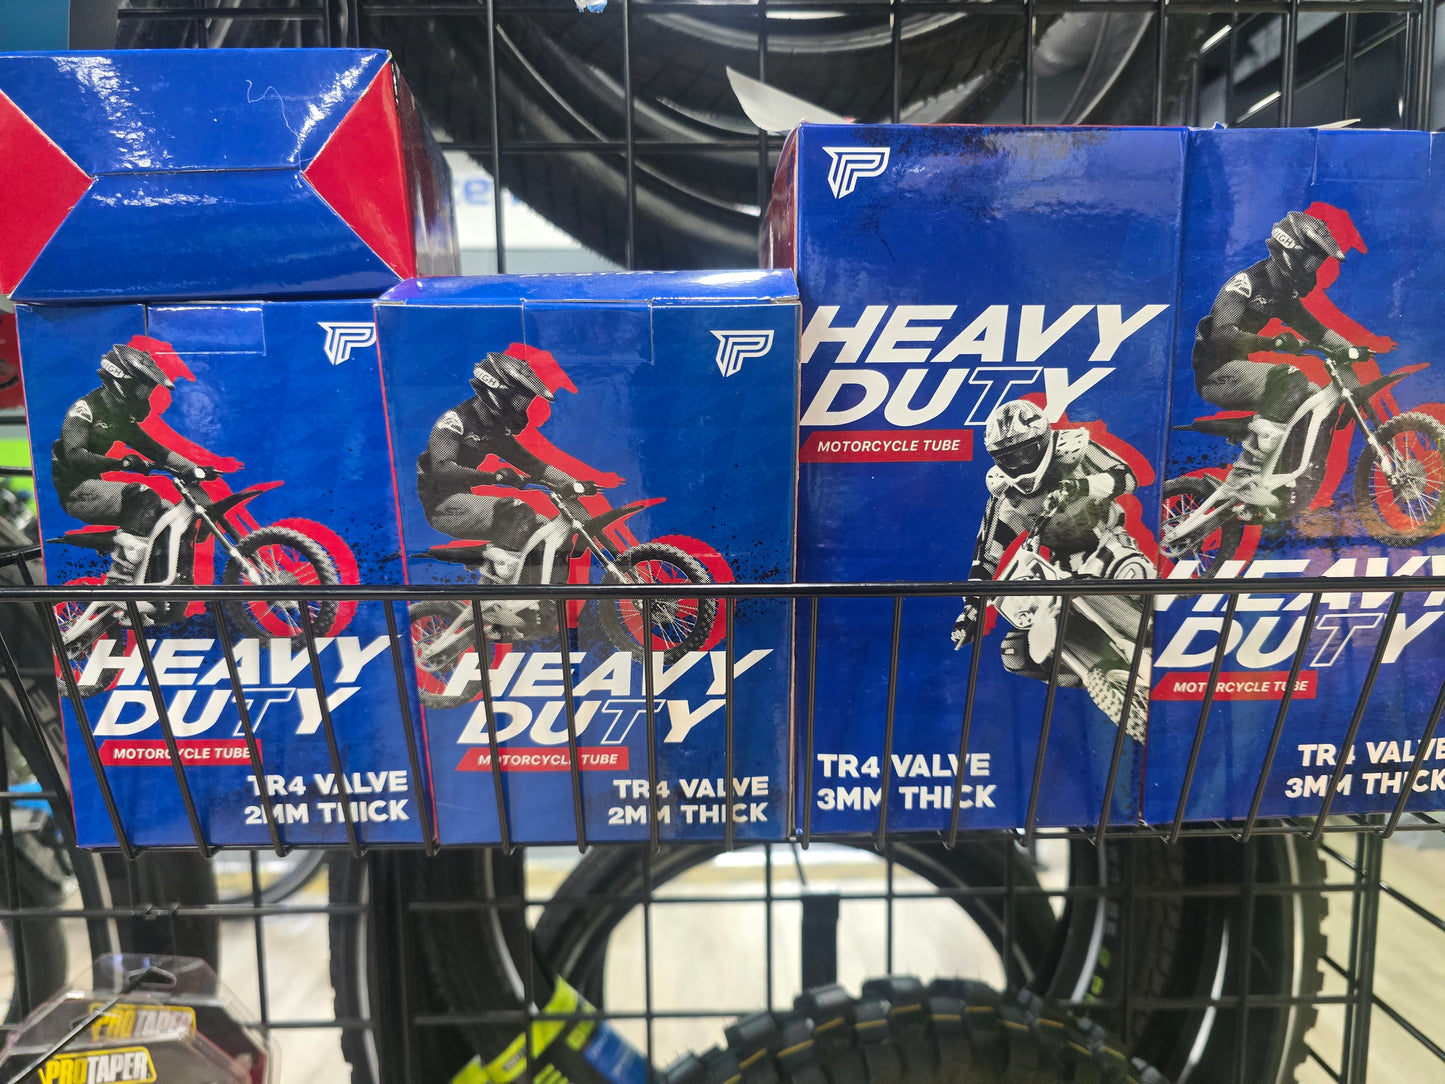 HEAVY
DUTY
MOTORCYCLE TUBE
TR4 VALVE
2MM THICK
HEAVY
DUTY
MOTORCYCLE TUBE
TR4 VALVE
2MM THICK
HEAVY
DUTY
MOTORCYCLE TUBE
TR4 VALVE
3MM THICK
HEAVY
DUTY
MOTORCYCLE TUBE
TR4 VALVE
3MM THICK
PROTAPER
PROTAPER